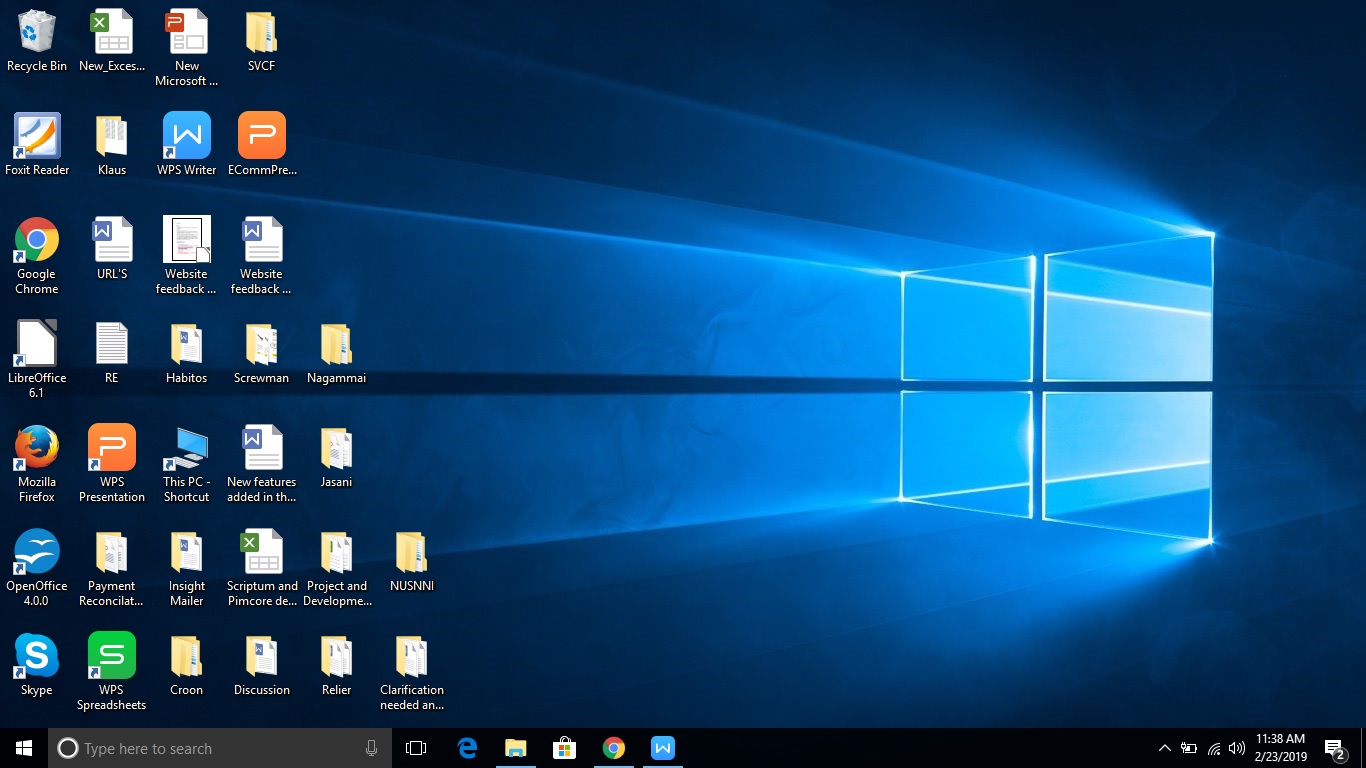 Recycle Bin
New_Exces...
New
Microsoft ...
SVCF
Foxit Reader
Klaus
WPS Writer
ECommPre...
Google
Chrome
URL'S
Website
feedback ...
Website
feedback ...
LibreOffice
6.1
RE
Habitos
Screwman
Nagammai
Mozilla
Firefox
WPS
Presentation
This PC -
Shortcut
New features
added in th...
Jasani
OpenOffice
4.0.0
Payment
Reconcilat...
Insight
Mailer
Scriptum and
Pimcore de...
Project and
Developme...
NUSNNI
Skype
WPS
Spreadsheets
Croon
Discussion
Relier
Clarification
needed an...
Type here to search
11:38 AM
2/23/2019
2